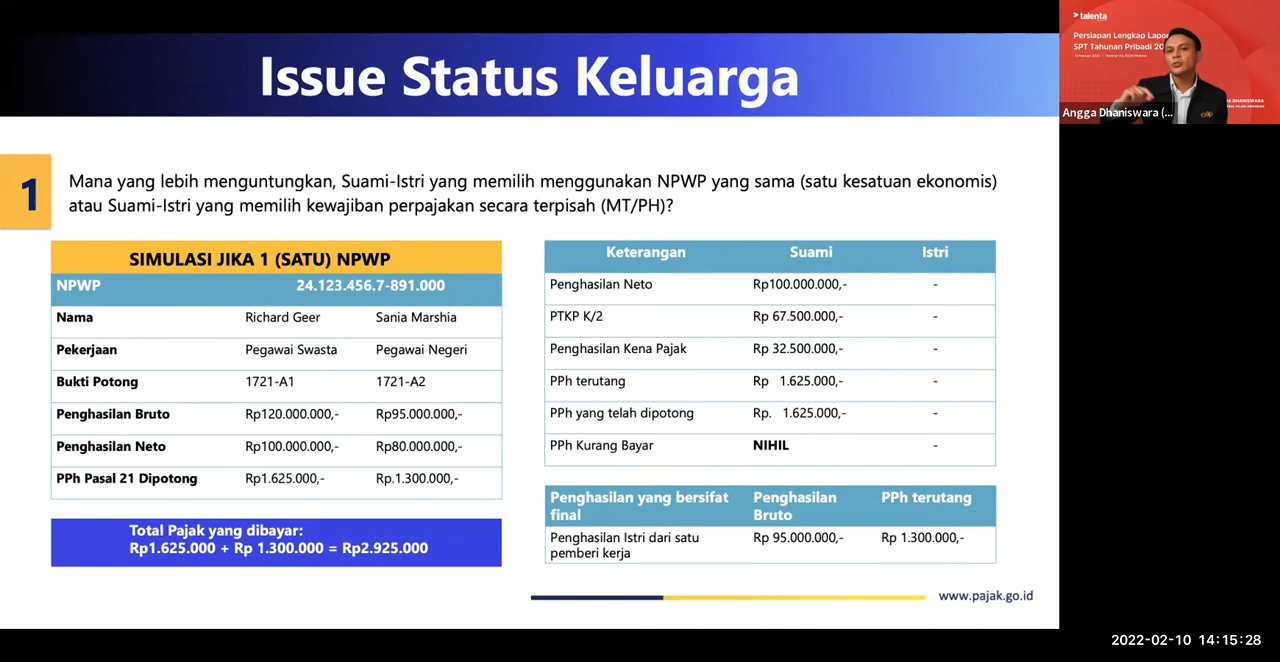 Issue Status Keluarga
1
Mana yang lebih menguntungkan, Suami-Istri yang memilih menggunakan NPWP yang sama (satu kesatuan ekonomis)
atau Suami-Istri yang memilih kewajiban perpajakan secara terpisah (MT/PH)?
SIMULASI JIKA 1 (SATU) NPWP
NPWP 24.123.456.7-891.000
Nama Richard Geer Sania Marshia
Pekerjaan Pegawai Swasta Pegawai Negeri
Bukti Potong 1721-A1 1721-A2
Penghasilan Bruto Rp120.000.000,- Rp95.000.000,-
Penghasilan Neto Rp100.000.000,- Rp80.000.000,-
PPh Pasal 21 Dipotong Rp1.625.000,- Rp.1.300.000,-
Total Pajak yang dibayar:
Rp1.625.000 + Rp 1.300.000 = Rp2.925.000
Keterangan Suami Istri
Penghasilan Neto Rp100.000.000,- -
PTKP K/2 Rp 67.500.000,- -
Penghasilan Kena Pajak Rp 32.500.000,- -
PPh terutang Rp 1.625.000,- -
PPh yang telah dipotong Rp. 1.625.000,- -
PPh Kurang Bayar NIHIL -
Penghasilan yang bersifat final Penghasilan Bruto PPh terutang
Penghasilan Istri dari satu pemberi kerja Rp 95.000.000,- Rp 1.300.000,-
www.pajak.go.id
talenta
Persiapan Lengkap Lapor
SPT Tahunan Pribadi 20
Angga Dhaniswara (...
DHANISWARA
2022-02-10 14:15:28